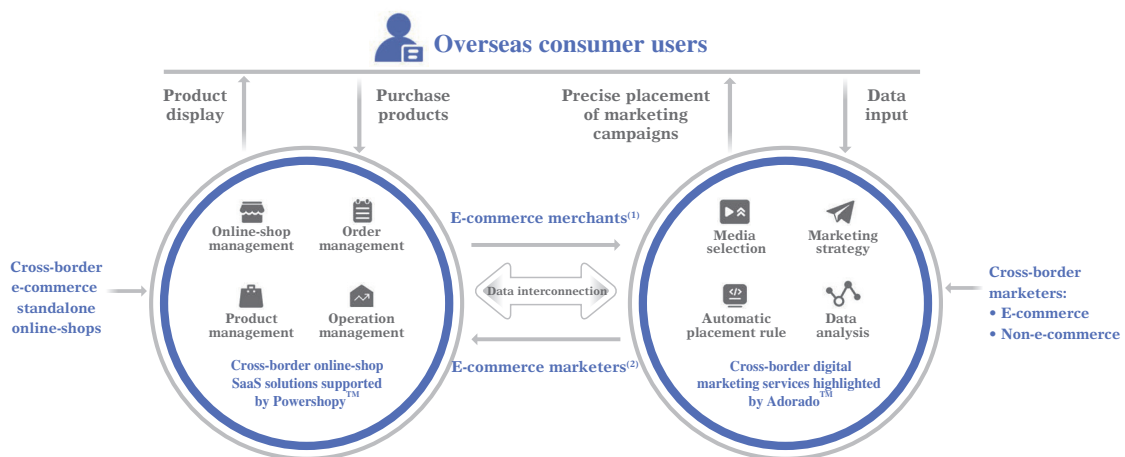 Overseas consumer users
Product
display
Purchase
products
Precise placement
of marketing
campaigns
Data
input
Cross-border
e-commerce
standalone
online-shops
Online-shop
management
Order
management
Product
management
Operation
management
Cross-border online-shop
SaaS solutions supported
by Powershopy™
E-commerce merchants⁽¹⁾
Data interconnection
E-commerce marketers⁽²⁾
Media
selection
Marketing
strategy
Automatic
placement rule
Data
analysis
Cross-border digital
marketing services highlighted
by Adorado™
Cross-border
marketers:
• E-commerce
• Non-e-commerce